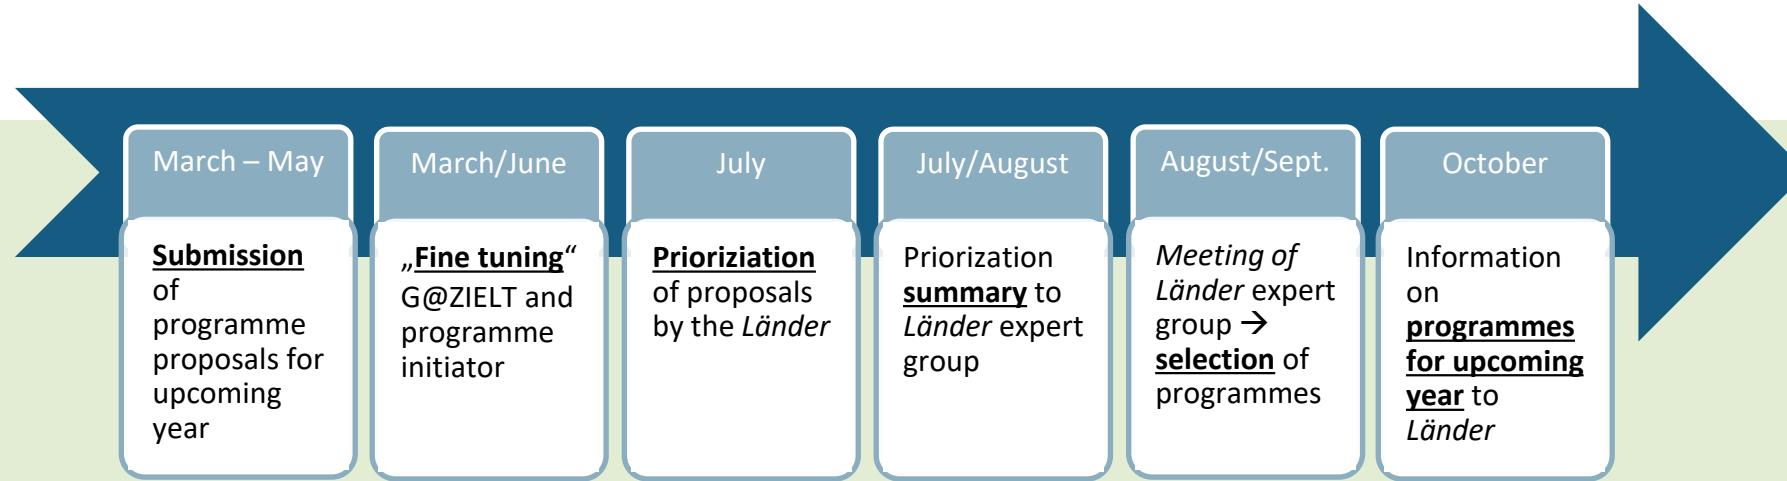 March – May
Submission
of
programme
proposals for
upcoming
year
March/June
„Fine tuning“
G@ZIELT and
programme
initiator
July
Prioriziation
of proposals
by the Länder
July/August
Priorization
summary to
Länder expert
group
August/Sept.
Meeting of
Länder expert
group →
selection of
programmes
October
Information
on
programmes
for upcoming
year to
Länder